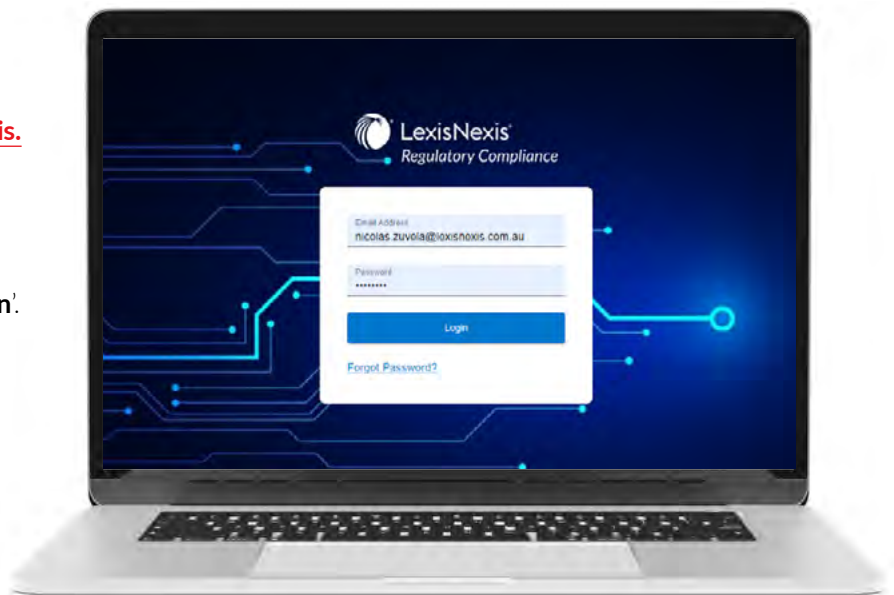 is.
n’.
LexisNexis®
Regulatory Compliance
Email Address
nicolas.zuvela@lexisnexis.com.au
Password
••••••••
Login
Forgot Password?